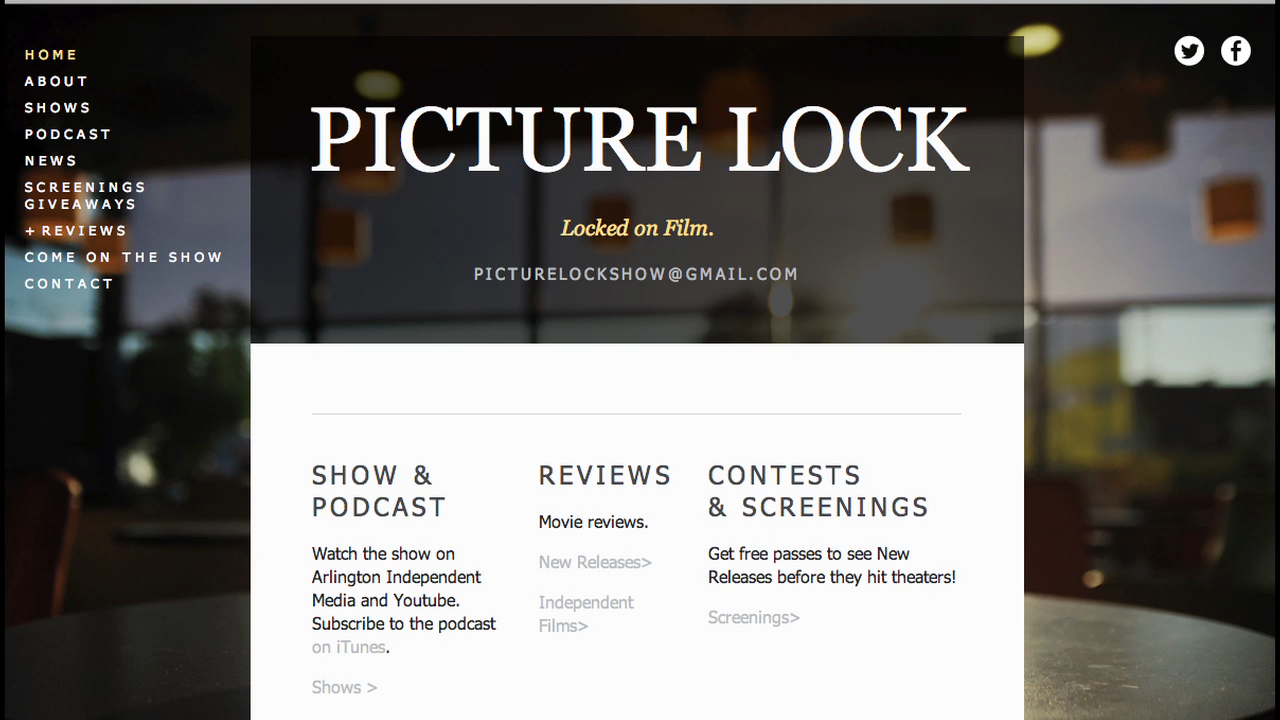 HOME
ABOUT
SHOWS
PODCAST
NEWS
SCREENINGS
GIVEAWAYS
+ REVIEWS
COME ON THE SHOW
CONTACT
PICTURE LOCK
Locked on Film.
PICTURELOCKSHOW@GMAIL.COM
SHOW &
PODCAST
Watch the show on
Arlington Independent
Media and Youtube.
Subscribe to the podcast
on iTunes.
Shows >
REVIEWS
Movie reviews.
New Releases>
Independent
Films>
CONTESTS
& SCREENINGS
Get free passes to see New
Releases before they hit theaters!
Screenings>